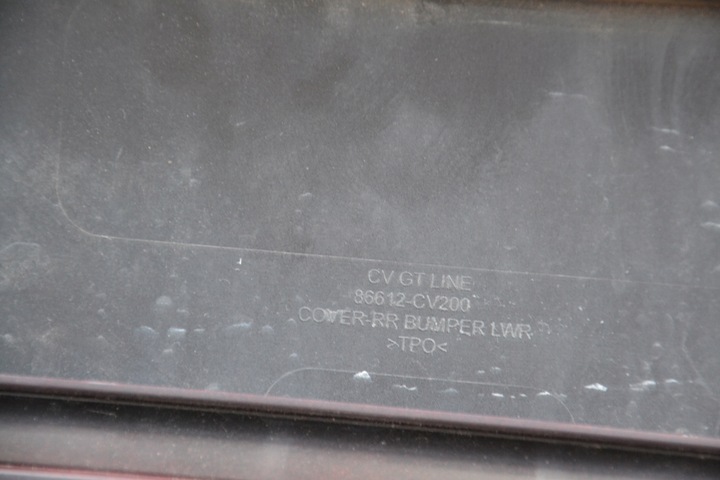 CV GT LINE
86612-CV200
COVER-RR BUMPER LWR
>TPO<